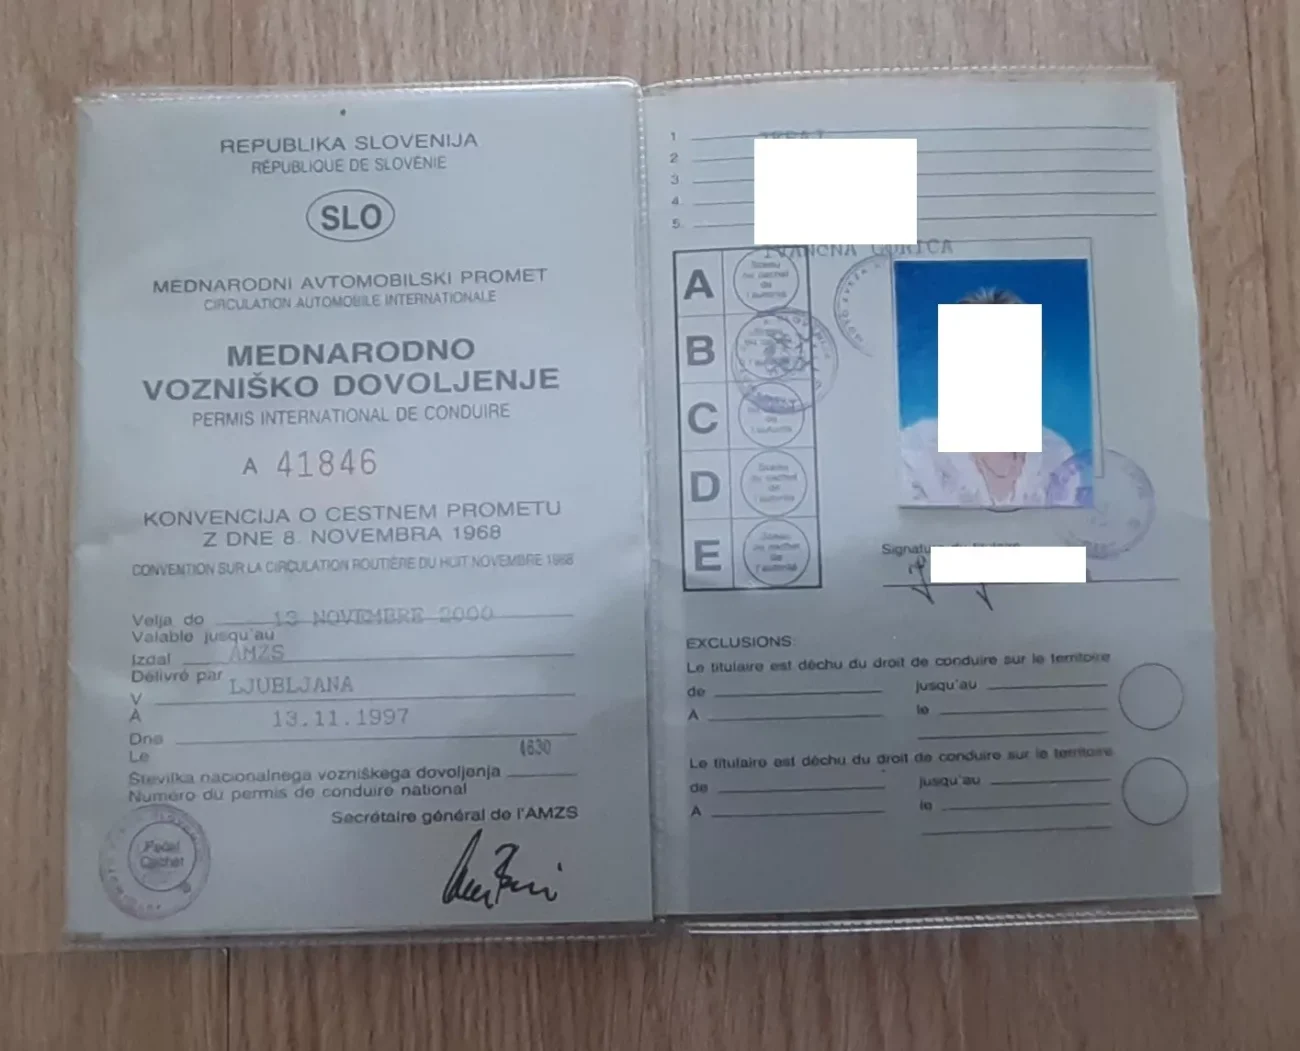 REPUBLIKA SLOVENIJA
RÉPUBLIQUE DE SLOVÉNIE
SLO
MEDNARODNI AVTOMOBILSKI PROMET
CIRCULATION AUTOMOBILE INTERNATIONALE
MEDNARODNO
VOZNIŠKO DOVOLJENJE
PERMIS INTERNATIONAL DE CONDUIRE
A 41846
KONVENCIJA O CESTNEM PROMETU
Z DNE 8. NOVEMBRA 1968
CONVENTION SUR LA CIRCULATION ROUTIÈRE DU HUIT NOVEMBRE 1968
Velja do 13 NOVEMBRE 2000
Valable jusqu'au
Izdal AMZS
Délivré par
V LJUBLJANA
À
Dne 13.11.1997
Le
4630
Številka nacionalnega vozniškega dovoljenja
Numéro du permis de conduire national
Secrétaire général de l'AMZS
Cachet
1
2
3
4
5
IVANČNA GORICA
A
B
C
D
E
Signature du titulaire
EXCLUSIONS:
Le titulaire est déchu du droit de conduire sur le territoire
de jusqu'au
A le
Le titulaire est déchu du droit de conduire sur le territoire
de jusqu'au
A le